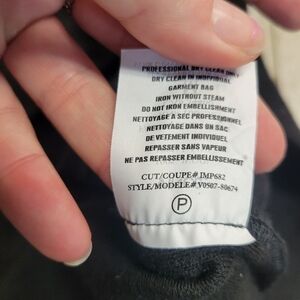 PROFESSIONAL DRY CLEAN ONLY
DRY CLEAN IN INDIVIDUAL
GARMENT BAG
IRON WITHOUT STEAM
DO NOT IRON EMBELLISHMENT
NETTOYAGE A SEC PROFESSIONNEL
NETTOYAGE DANS UN SAC
DE VETEMENT INDIVIDUEL
REPASSER SANS VAPEUR
NE PAS REPASSER EMBELLISSEMENT
CUT/COUPE# JMP682
STYLE/MODELE# V0507-80674
P